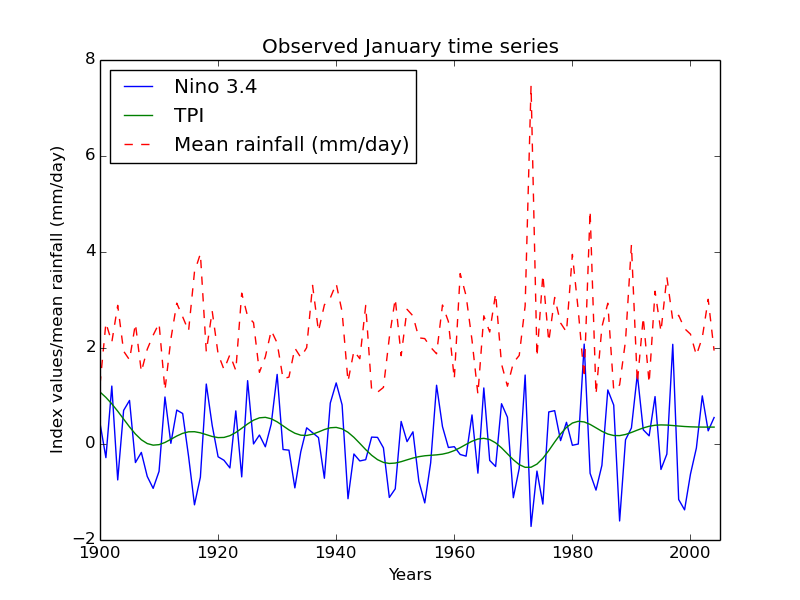 Observed January time series
8
6
4
2
0
−2
Index values/mean rainfall (mm/day)
Nino 3.4
TPI
Mean rainfall (mm/day)
1900 1920 1940 1960 1980 2000
Years